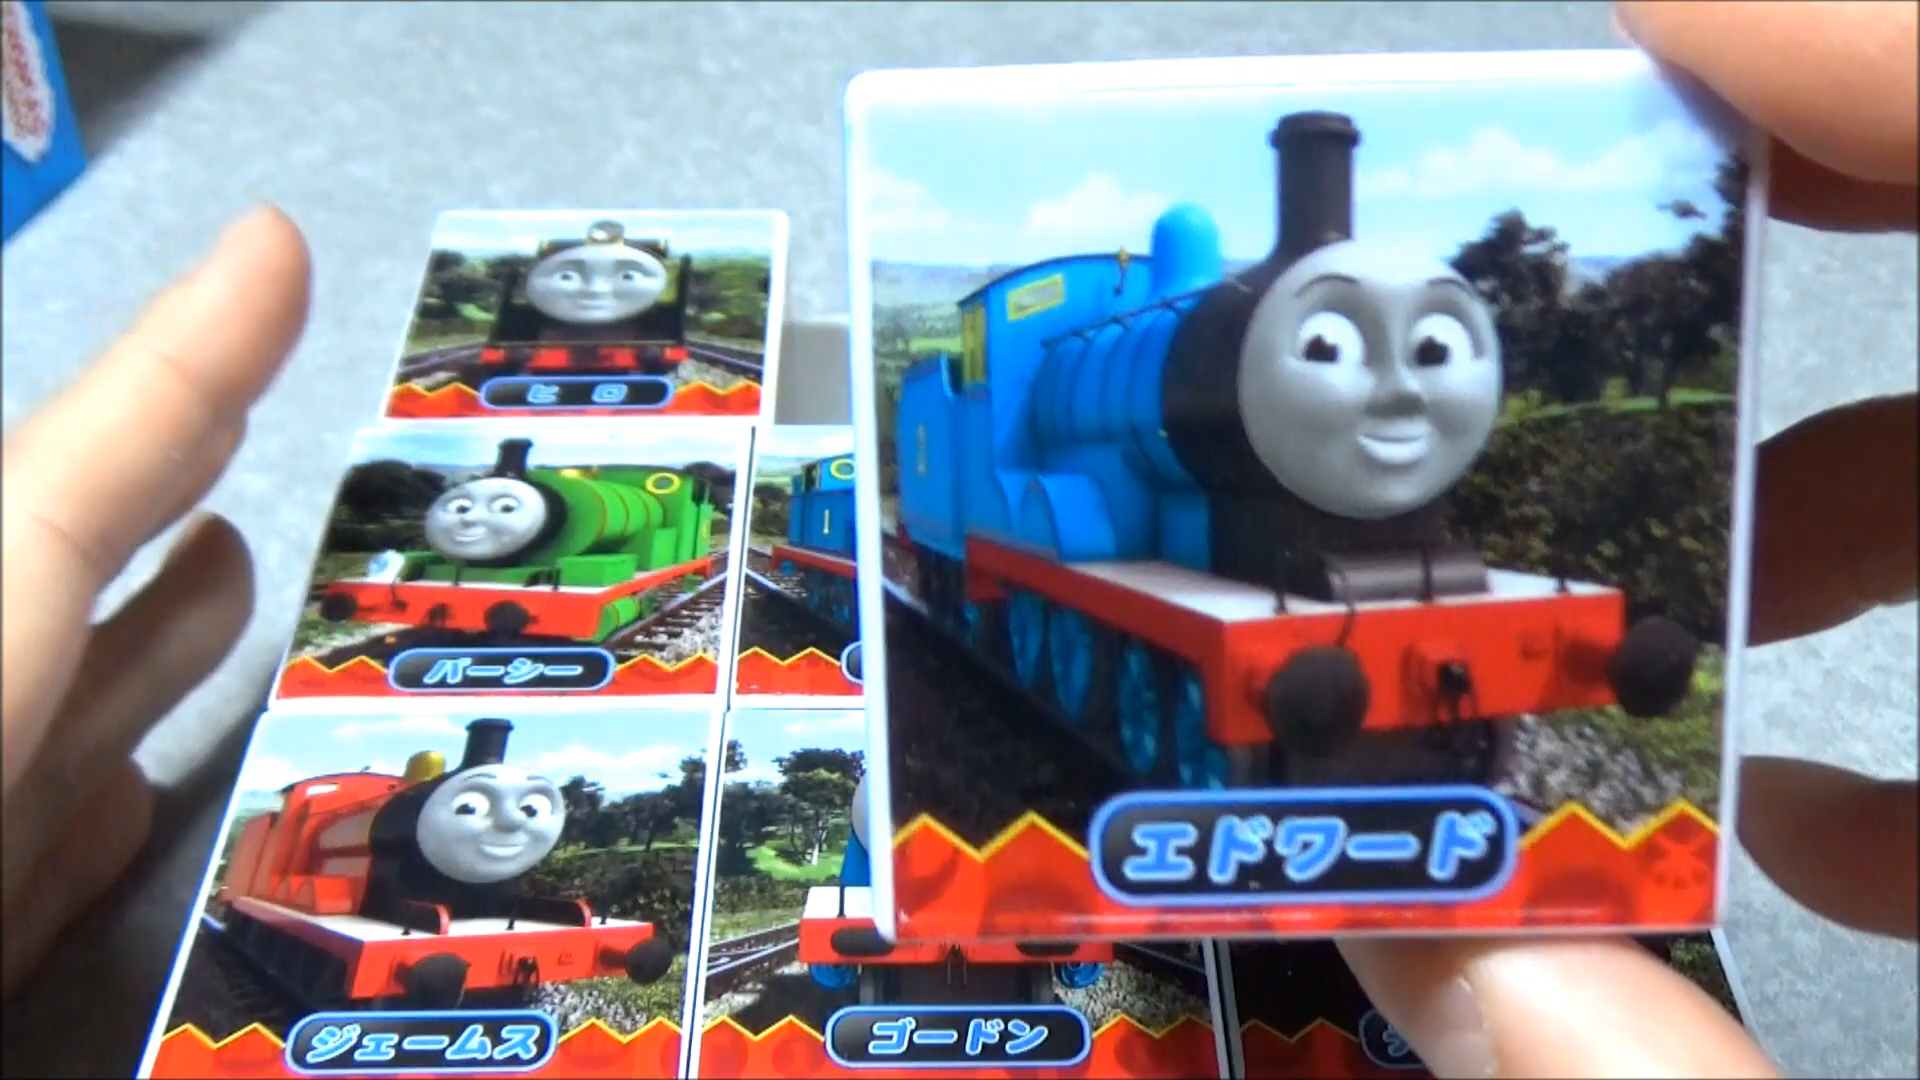 ヒロ
エドワード
パーシー
ジェームス
ゴードン